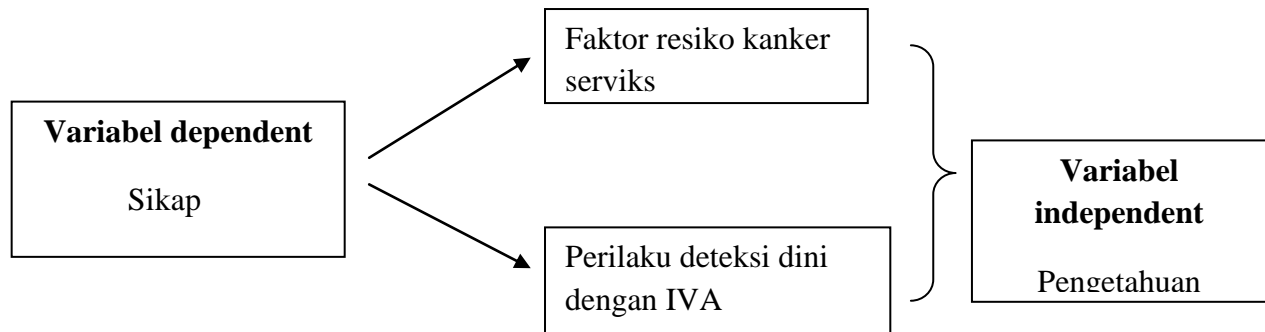 Variabel dependent
Sikap
Faktor resiko kanker
serviks
Perilaku deteksi dini
dengan IVA
Variabel
independent
Pengetahuan